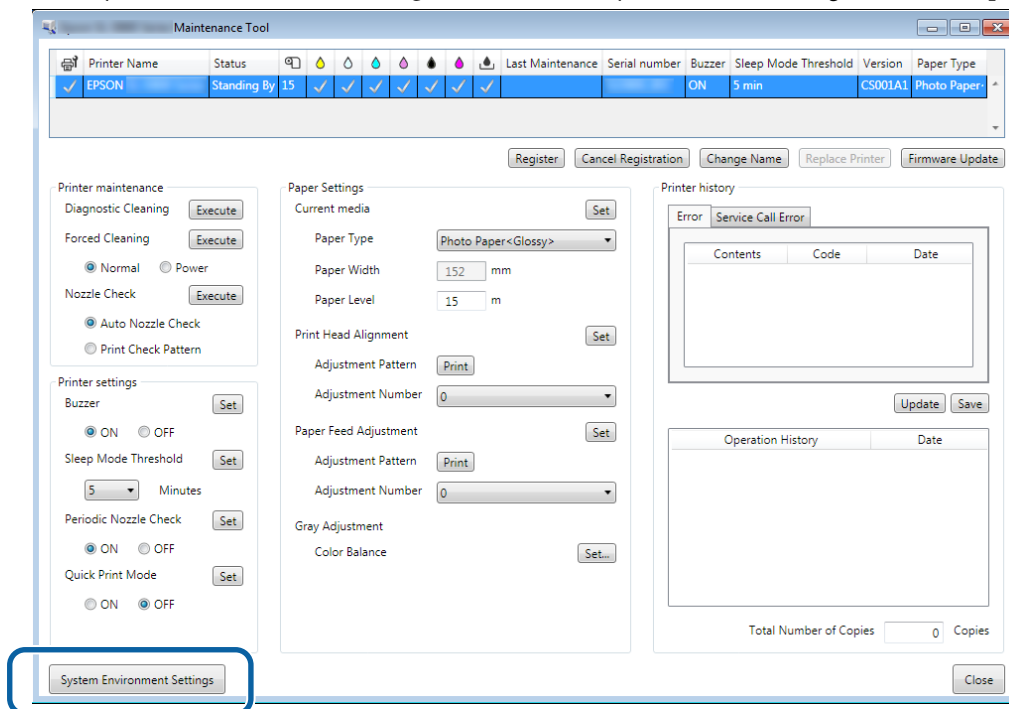 Maintenance Tool
Printer Name Status Last Maintenance Serial number Buzzer Sleep Mode Threshold Version Paper Type
EPSON Standing By 15 ON 5 min CS001A1 Photo Paper
Register Cancel Registration Change Name Replace Printer Firmware Update
Printer maintenance
Diagnostic Cleaning Execute
Forced Cleaning Execute
Normal Power
Nozzle Check Execute
Auto Nozzle Check
Print Check Pattern
Printer settings
Buzzer Set
ON OFF
Sleep Mode Threshold Set
5 Minutes
Periodic Nozzle Check Set
ON OFF
Quick Print Mode Set
ON OFF
Paper Settings
Current media Set
Paper Type Photo Paper<Glossy>
Paper Width 152 mm
Paper Level 15 m
Print Head Alignment Set
Adjustment Pattern Print
Adjustment Number 0
Paper Feed Adjustment Set
Adjustment Pattern Print
Adjustment Number 0
Gray Adjustment
Color Balance Set...
Printer history
Error Service Call Error
Contents Code Date
Update Save
Operation History Date
Total Number of Copies 0 Copies
System Environment Settings Close